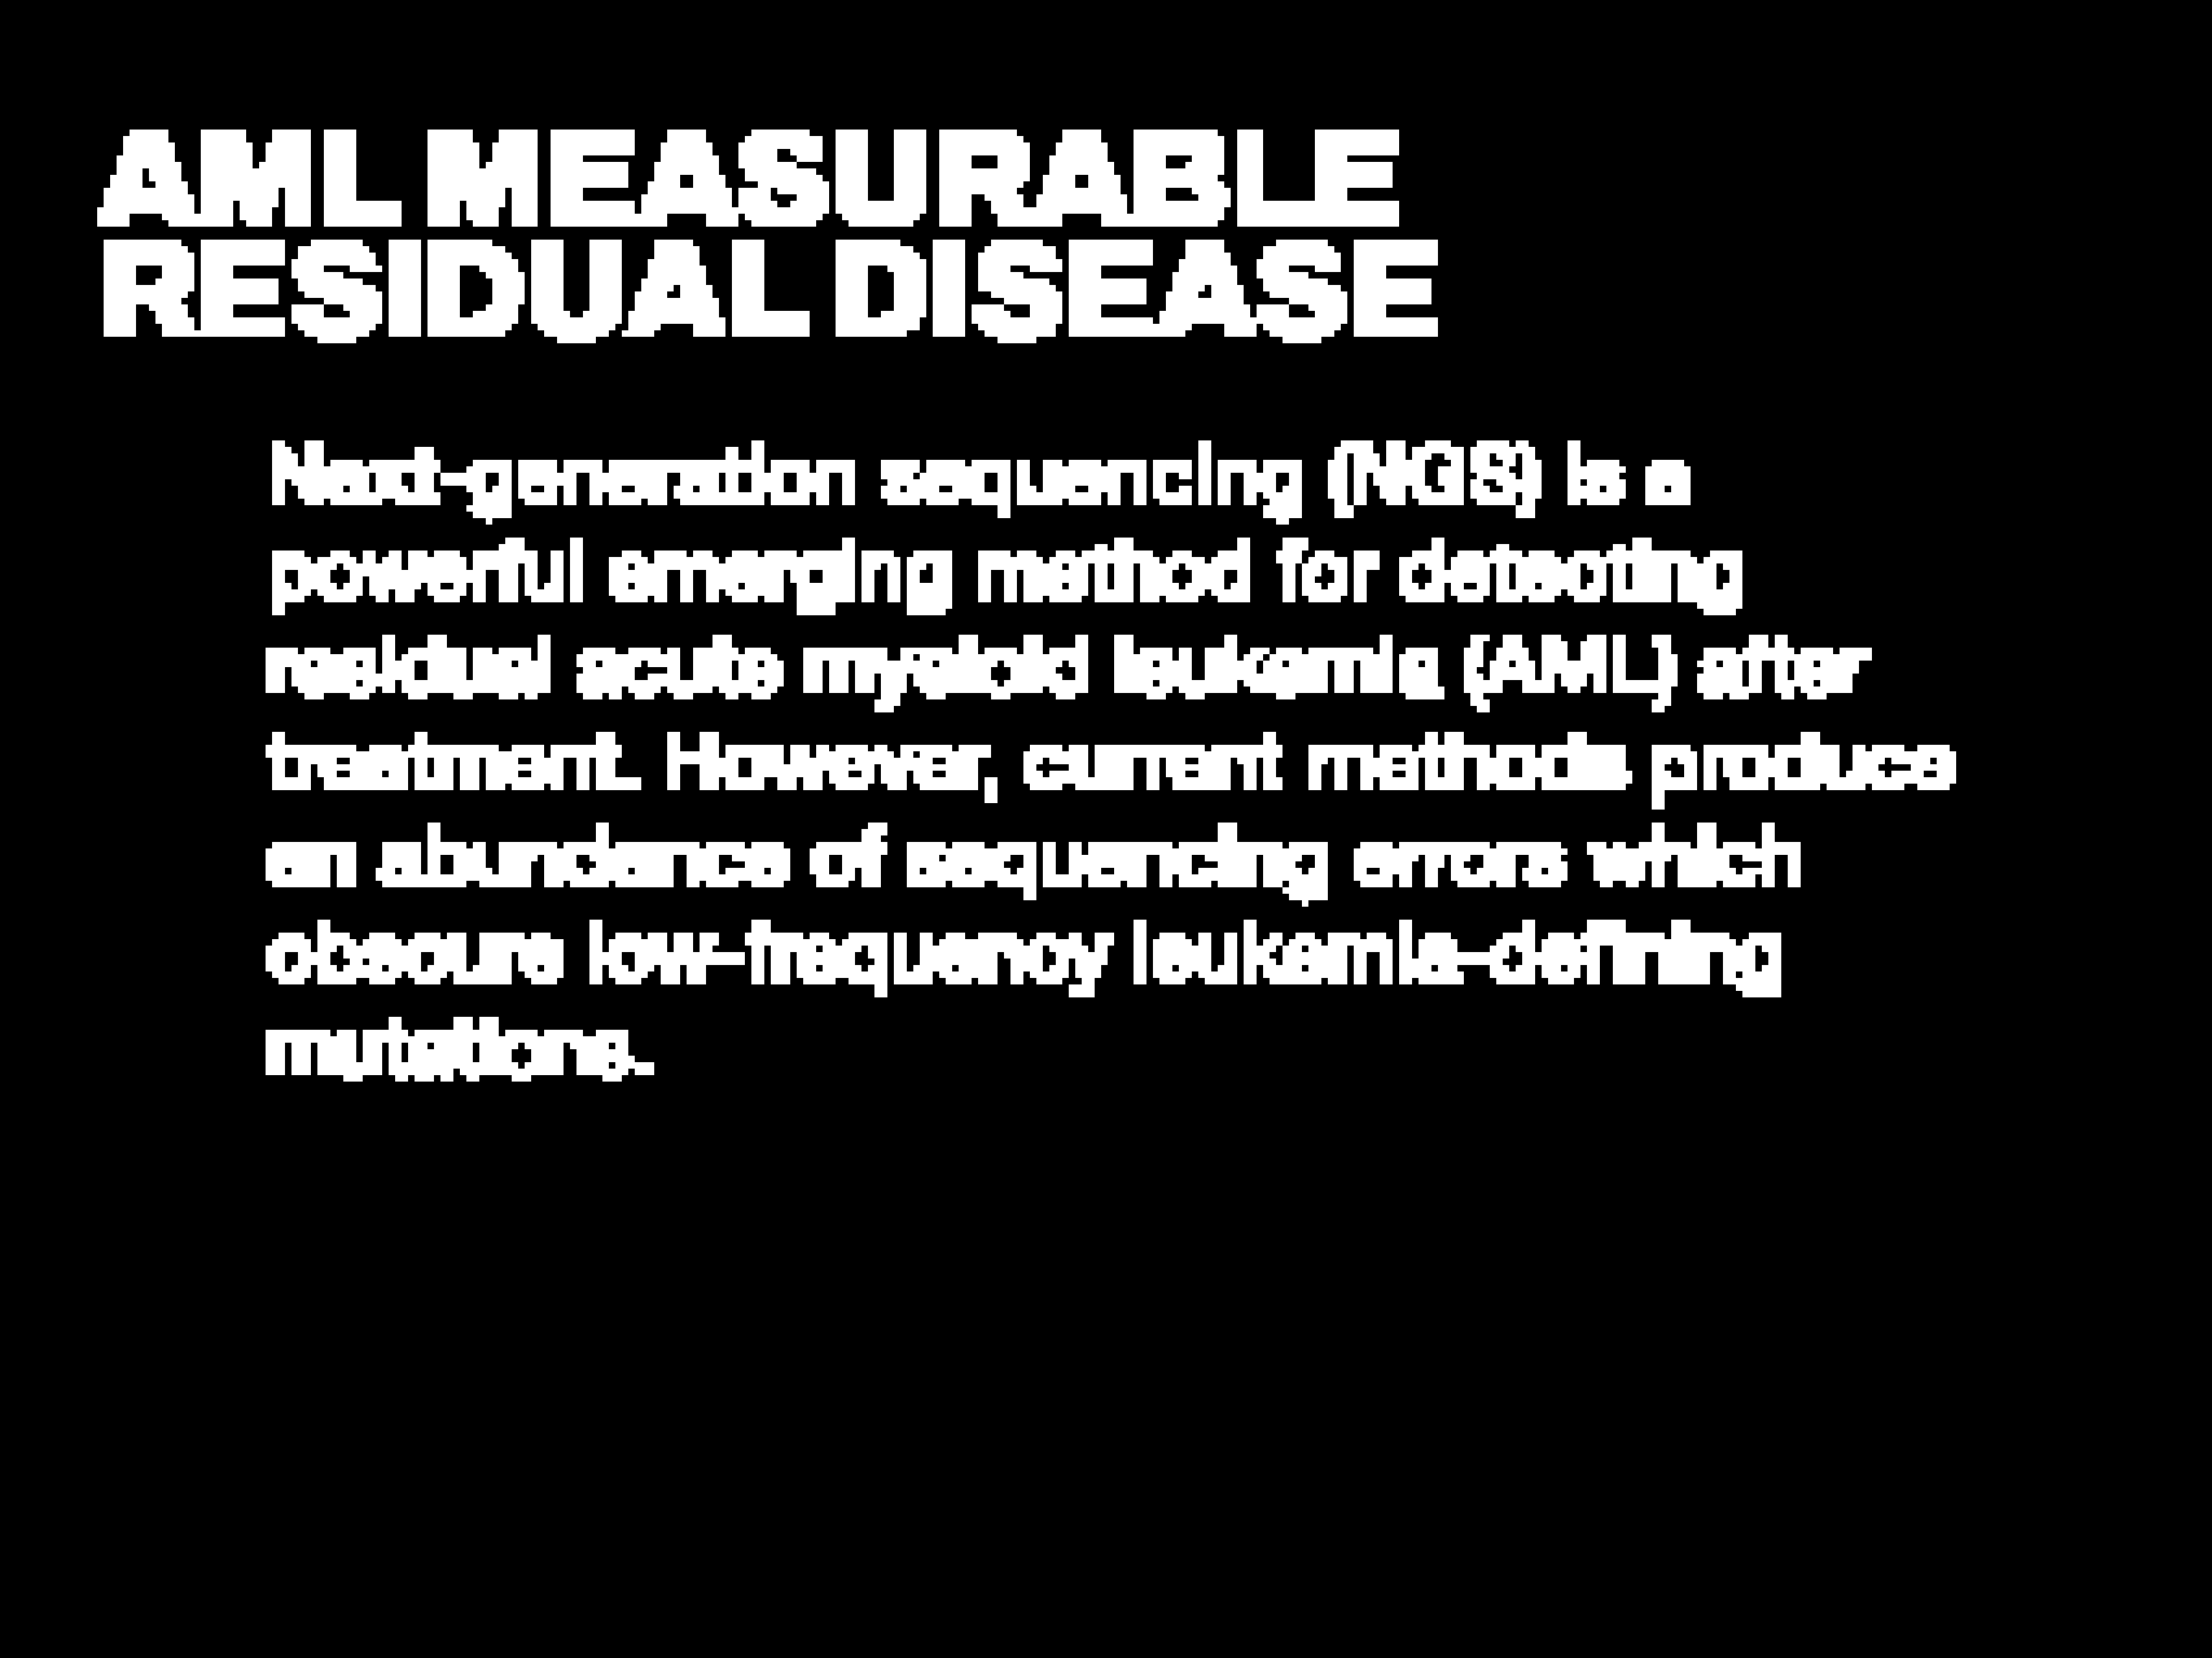 AML MEASURABLE
RESIDUAL DISEASE
Next-generation sequencing (NGS) is a
powerful emerging method for detecting
residual acute myeloid leukemia (AML) after
treatment. However, current methods produce
an abundance of sequencing errors which
obscure low-frequency leukemia-defining
mutations.